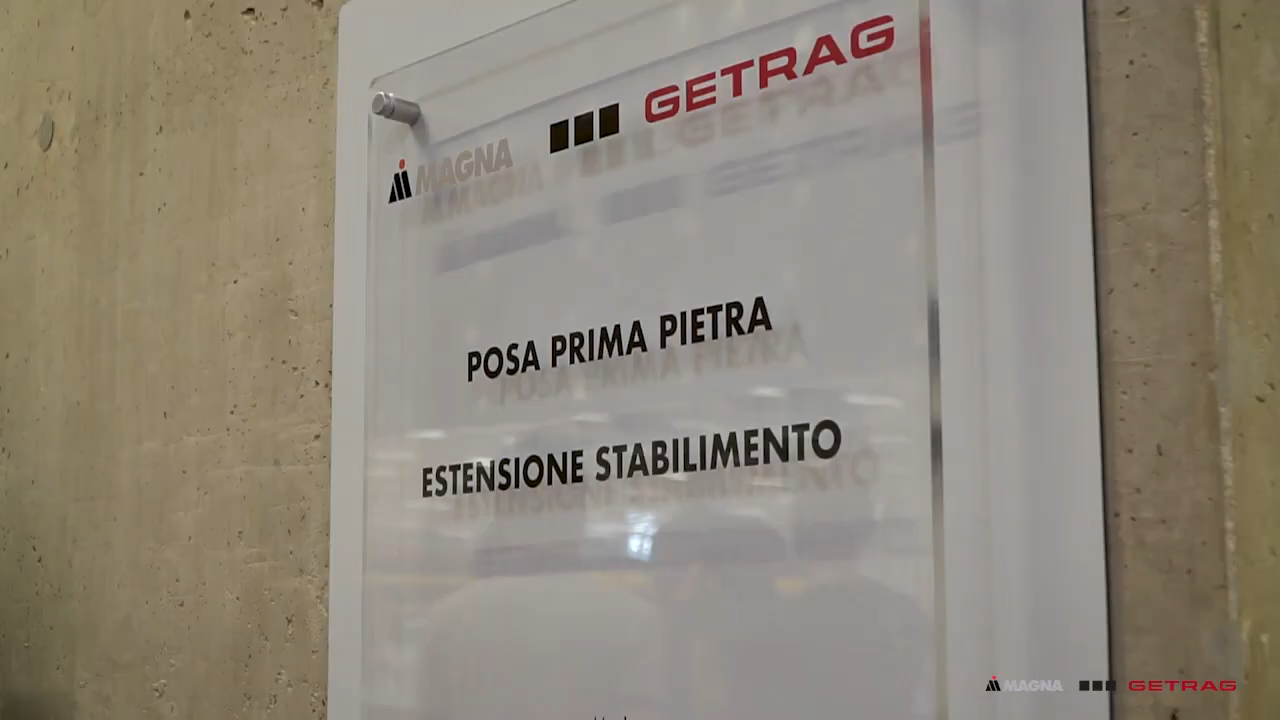 MAGNA GETRAG
POSA PRIMA PIETRA
ESTENSIONE STABILIMENTO
MAGNA GETRAG